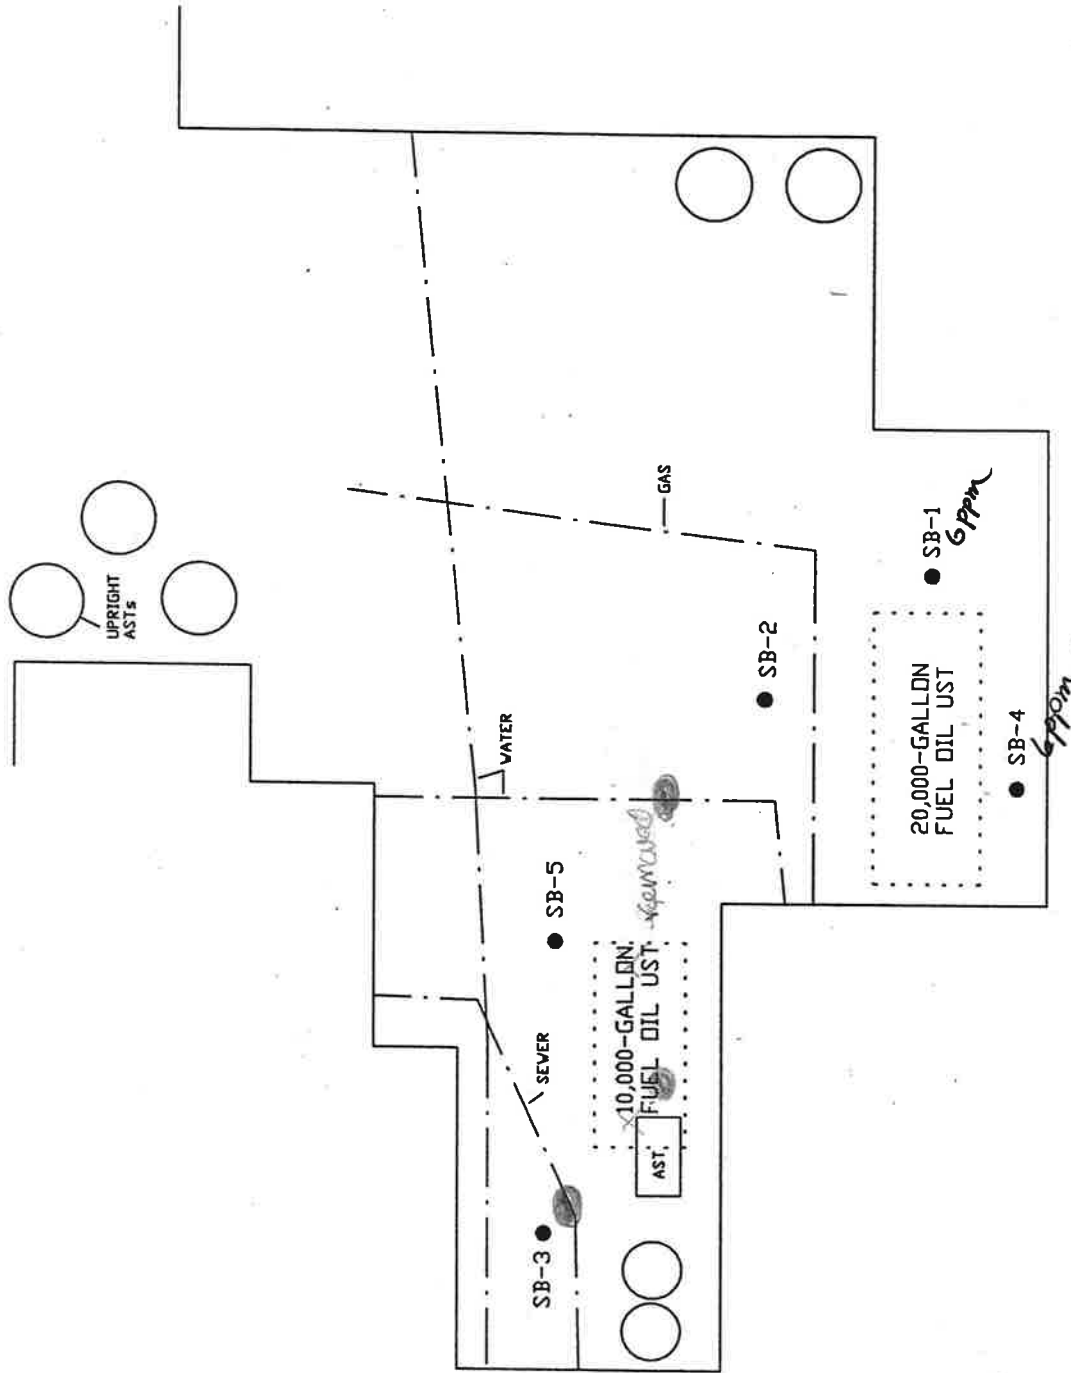 UPRIGHT
ASTs
GAS
WATER
SB-1
6ppm
SB-2
SB-4
6ppm
20,000-GALLON
FUEL OIL UST
SB-5
10,000-GALLON
FUEL OIL UST removed
SEWER
AST
SB-3